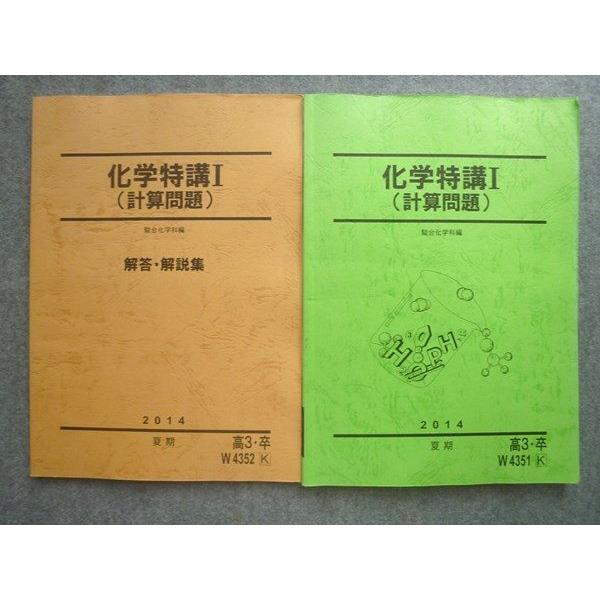 化学特講I
(計算問題)
駿台化学科編
解答・解説集
2014
夏期
高3・卒
W4352 K
化学特講I
(計算問題)
駿台化学科編
2014
夏期
高3・卒
W4351 K